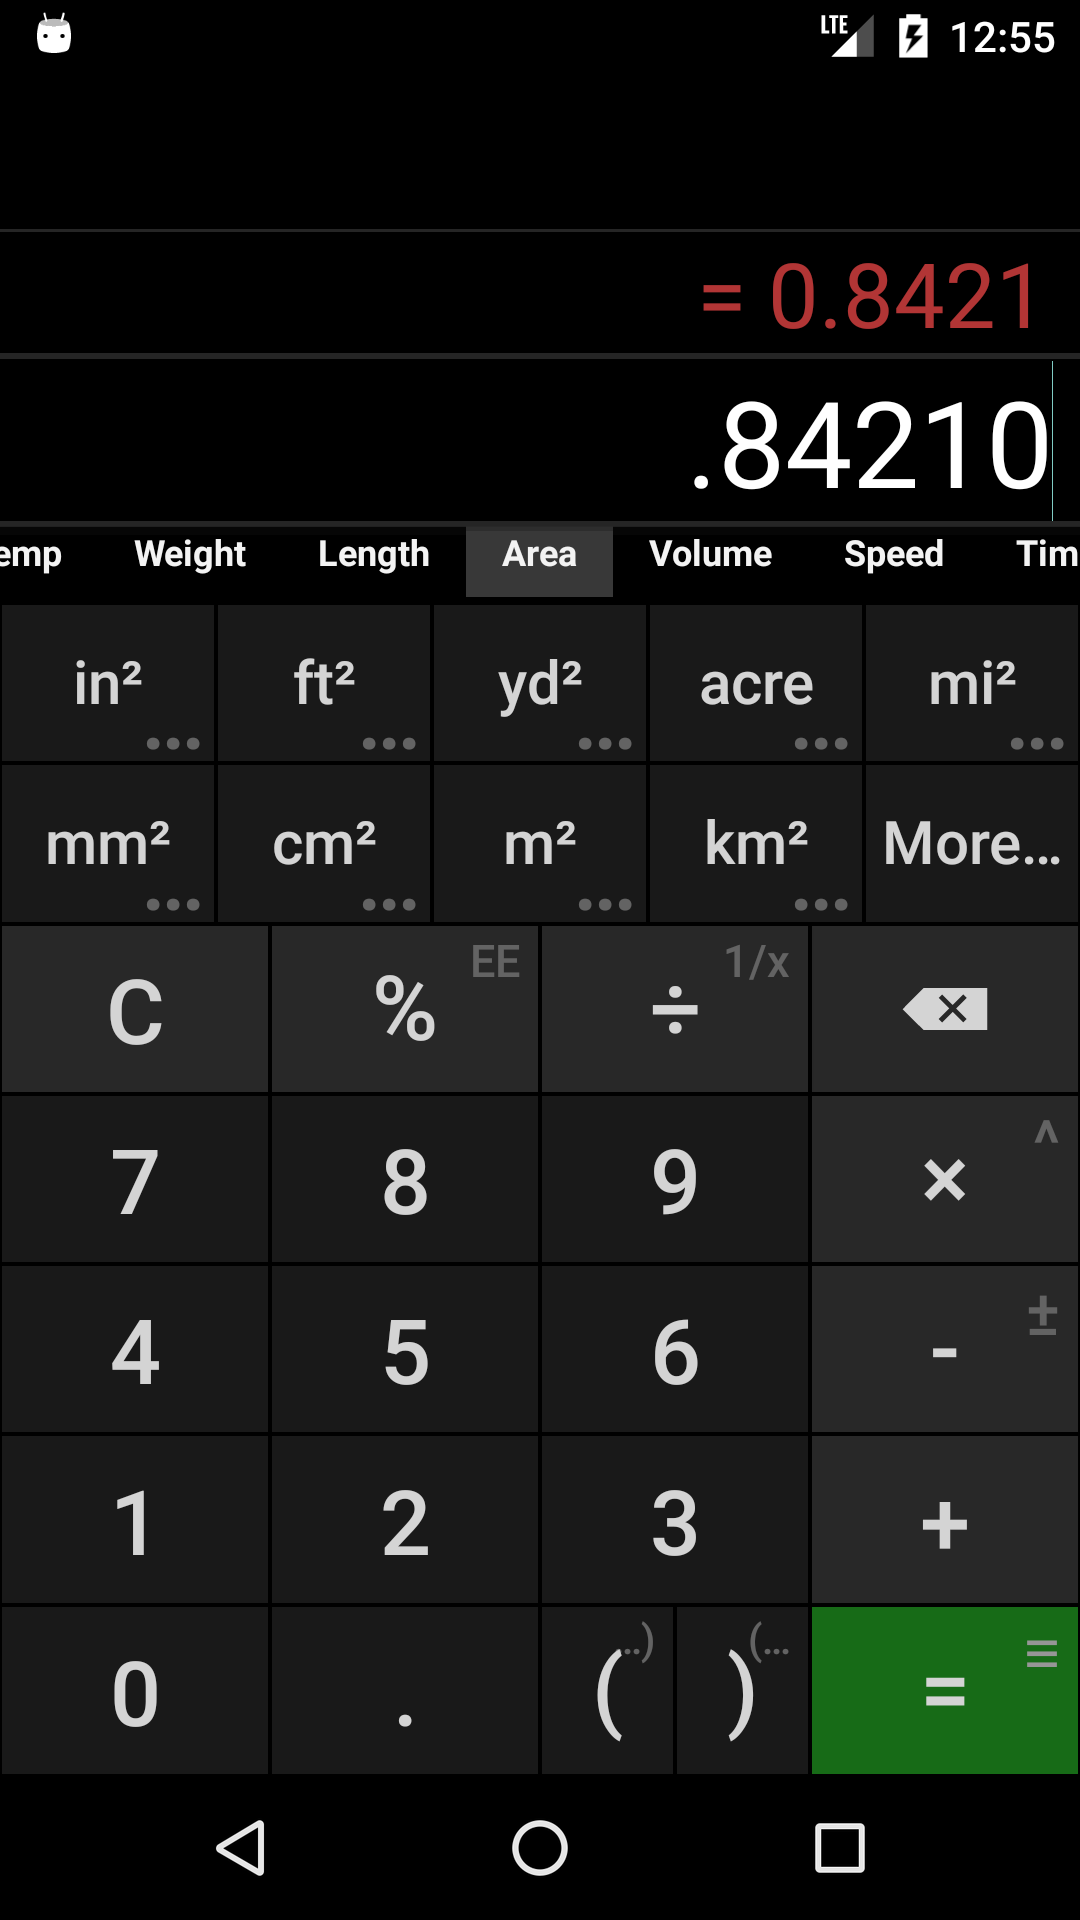 LTE 12:55
= 0.8421
.84210
emp Weight Length Area Volume Speed Tim
in² ft² yd² acre mi²
... ... ... ... ...
mm² cm² m² km² More...
... ... ... ...
C % EE ÷ 1/x
7 8 9 × ^
4 5 6 - ±
1 2 3 + 
0 . ( ..) ) (... = ≡